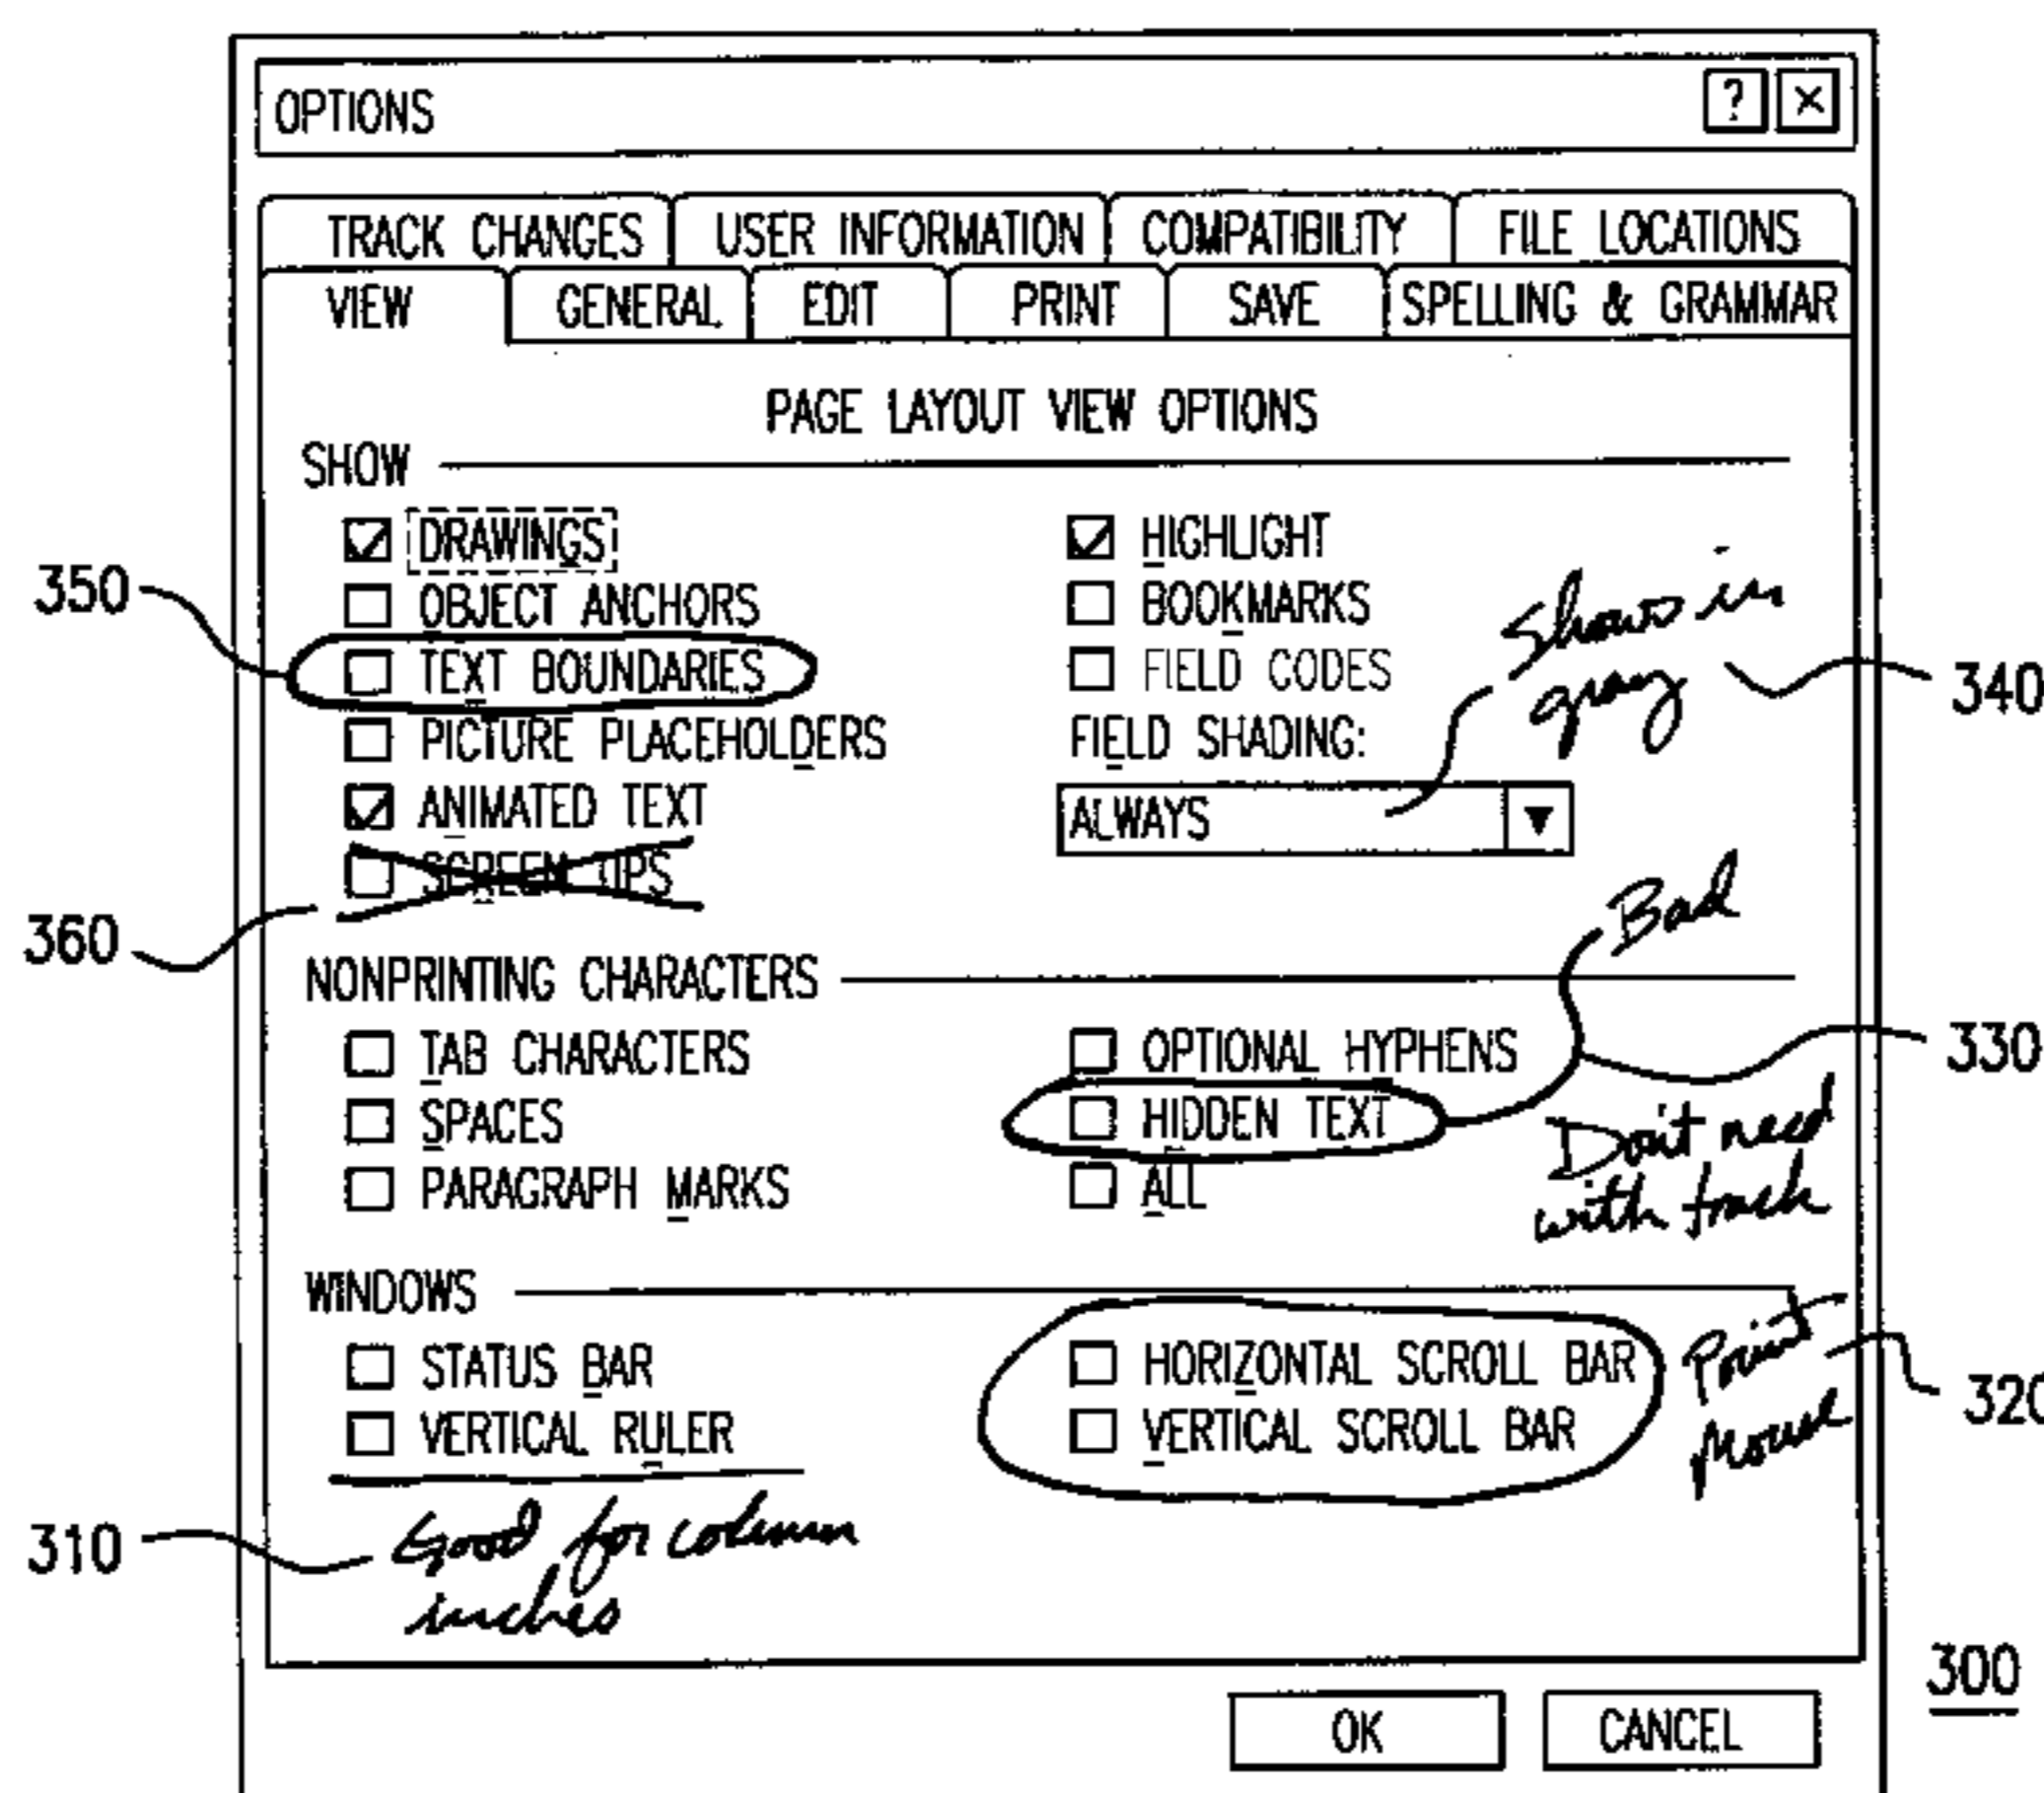 OPTIONS ? ×
TRACK CHANGES USER INFORMATION COMPATIBILITY FILE LOCATIONS
VIEW GENERAL EDIT PRINT SAVE SPELLING & GRAMMAR
PAGE LAYOUT VIEW OPTIONS
SHOW
DRAWINGS HIGHLIGHT
350 OBJECT ANCHORS BOOKMARKS Shows in
TEXT BOUNDARIES FIELD CODES gray 340
PICTURE PLACEHOLDERS FIELD SHADING:
ANIMATED TEXT ALWAYS
SCREEN TIPS Bad
360
NONPRINTING CHARACTERS
TAB CHARACTERS OPTIONAL HYPHENS 330
SPACES HIDDEN TEXT Don't need
PARAGRAPH MARKS ALL with
WINDOWS
STATUS BAR HORIZONTAL SCROLL BAR Point 320
VERTICAL RULER VERTICAL SCROLL BAR Mouse
310 Good for column
inches
300
OK CANCEL